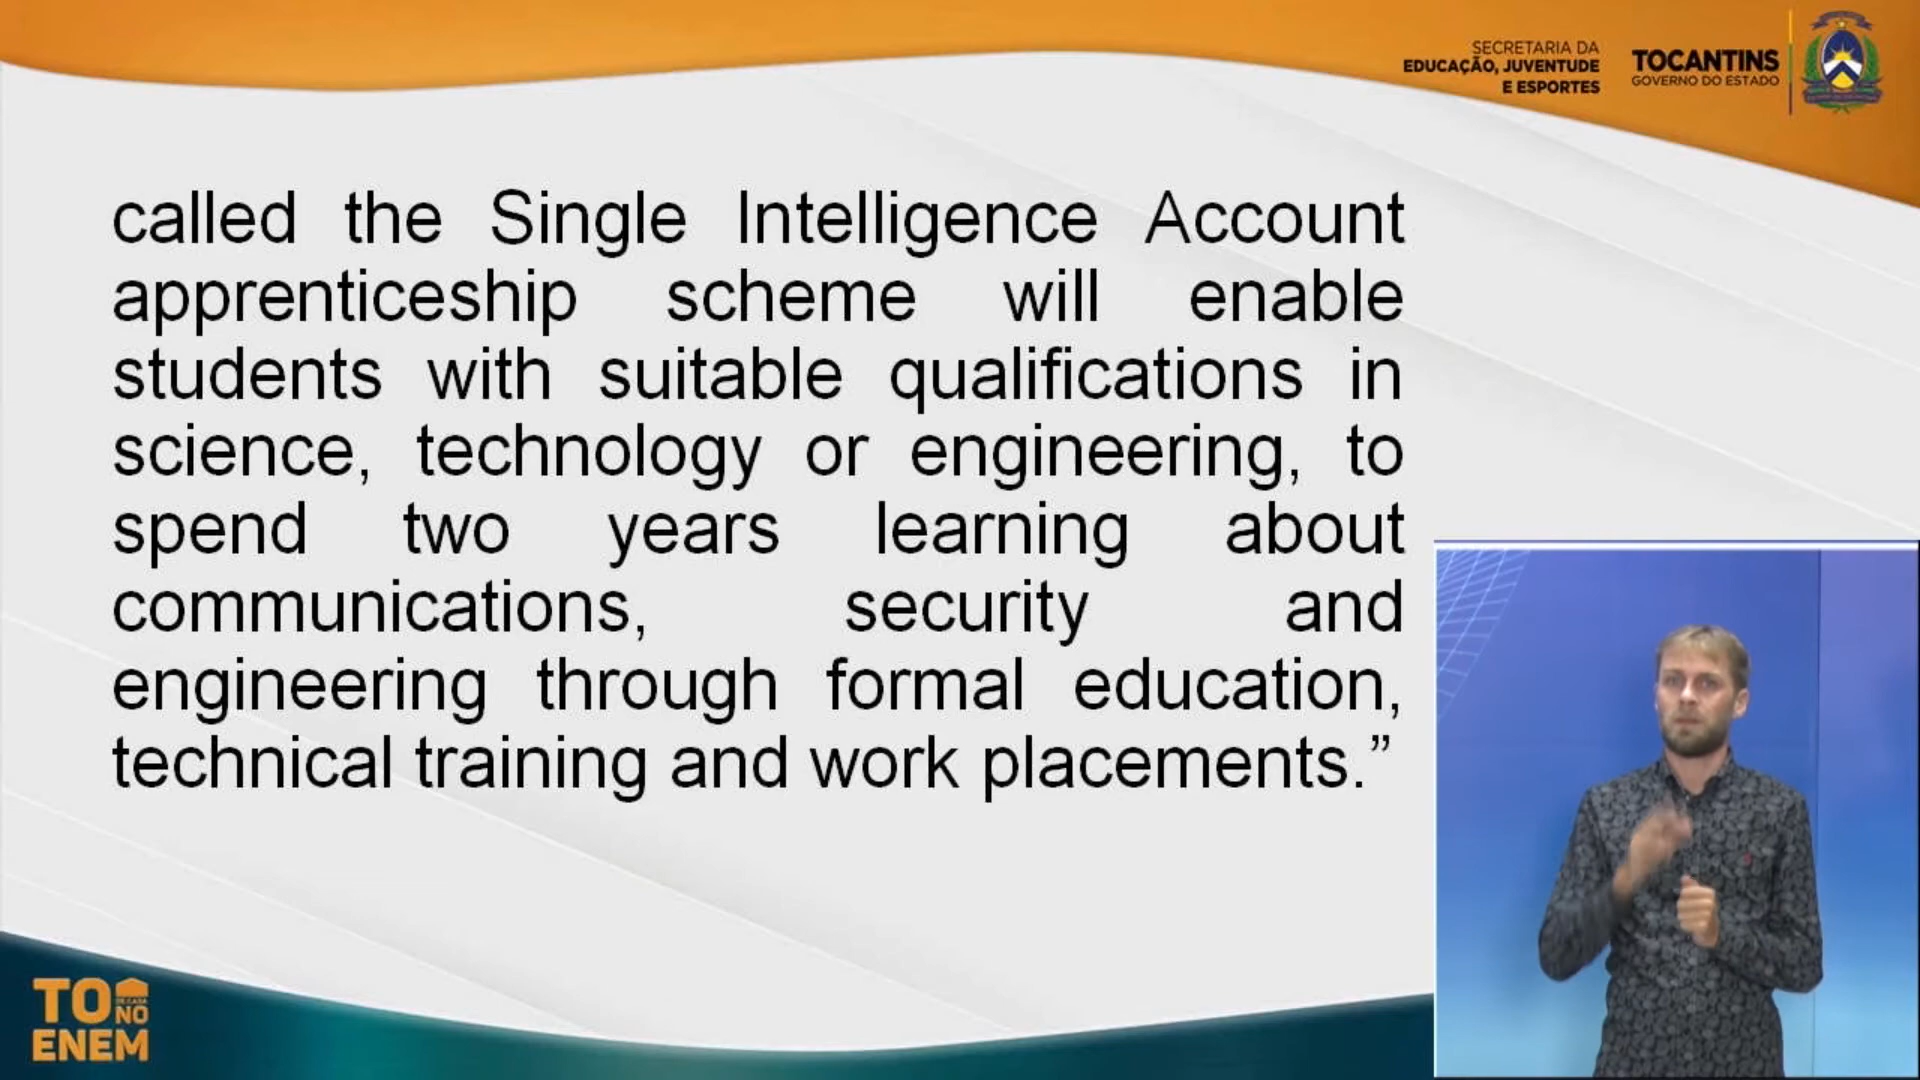 SECRETARIA DA
EDUCAÇÃO, JUVENTUDE
E ESPORTES
TOCANTINS
GOVERNO DO ESTADO
called the Single Intelligence Account
apprenticeship scheme will enable
students with suitable qualifications in
science, technology or engineering, to
spend two years learning about
communications, security and
engineering through formal education,
technical training and work placements.”
TO
DE CASA
NO
ENEM